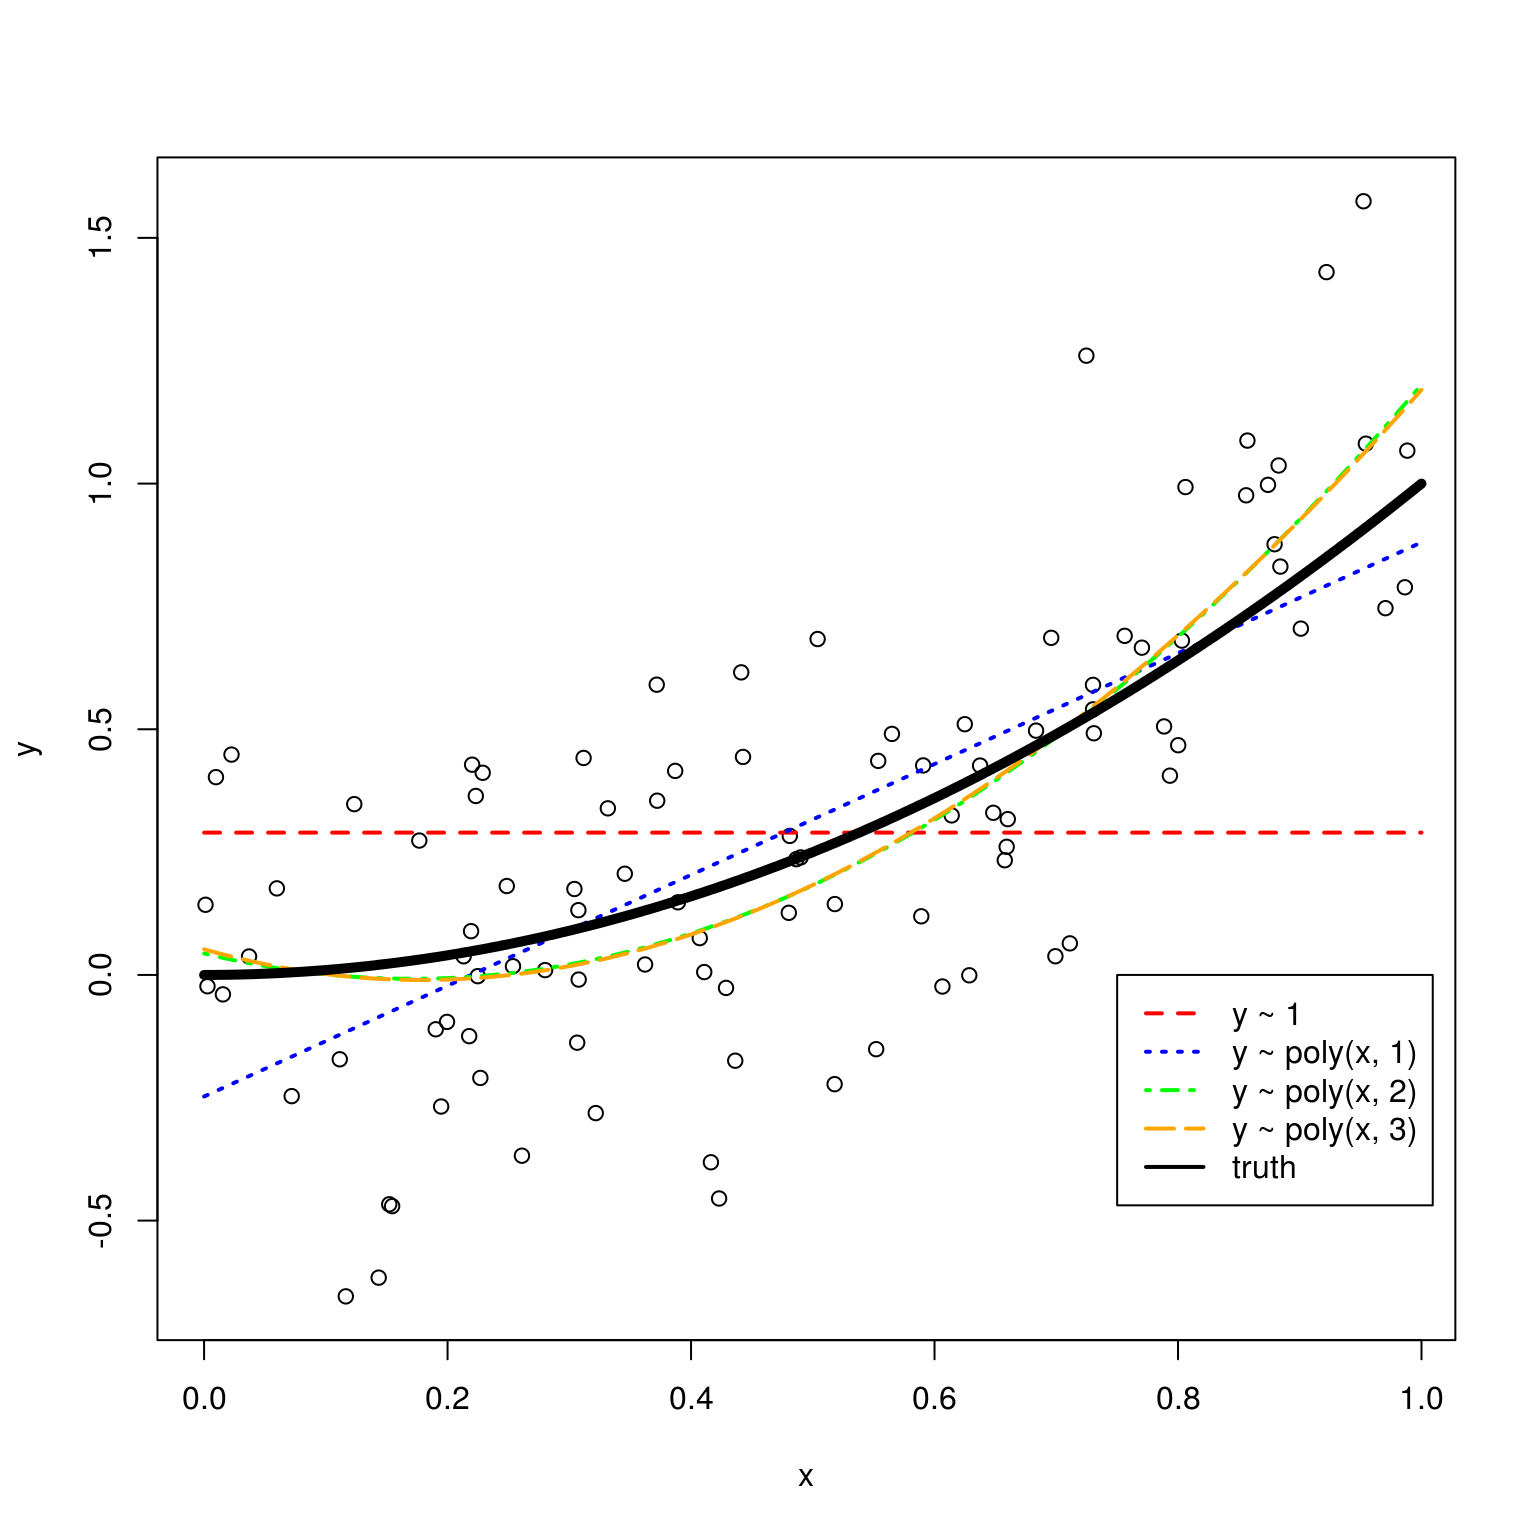 1.5
1.0
0.5
0.0
-0.5
y
0.0 0.2 0.4 0.6 0.8 1.0
x
y ~ 1
y ~ poly(x, 1)
y ~ poly(x, 2)
y ~ poly(x, 3)
truth